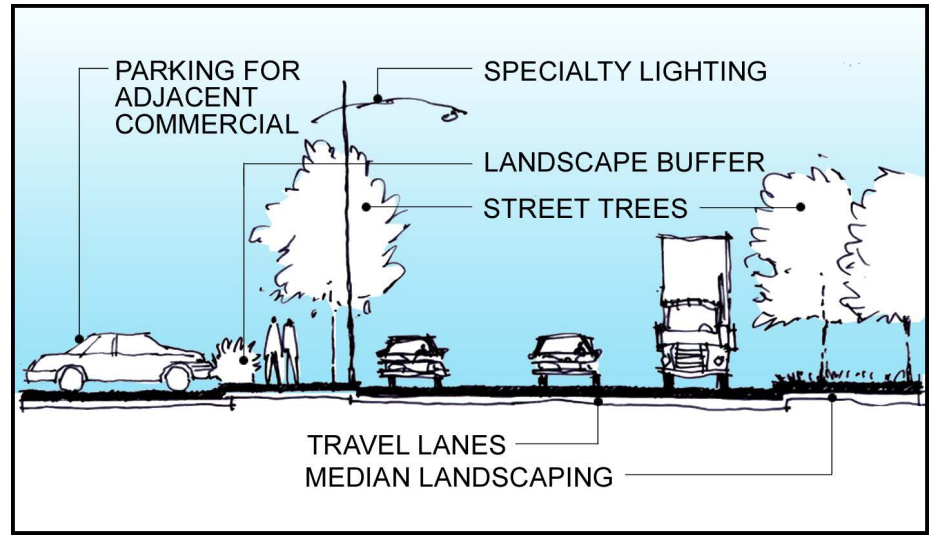 PARKING FOR
ADJACENT
COMMERCIAL
SPECIALTY LIGHTING
LANDSCAPE BUFFER
STREET TREES
TRAVEL LANES
MEDIAN LANDSCAPING